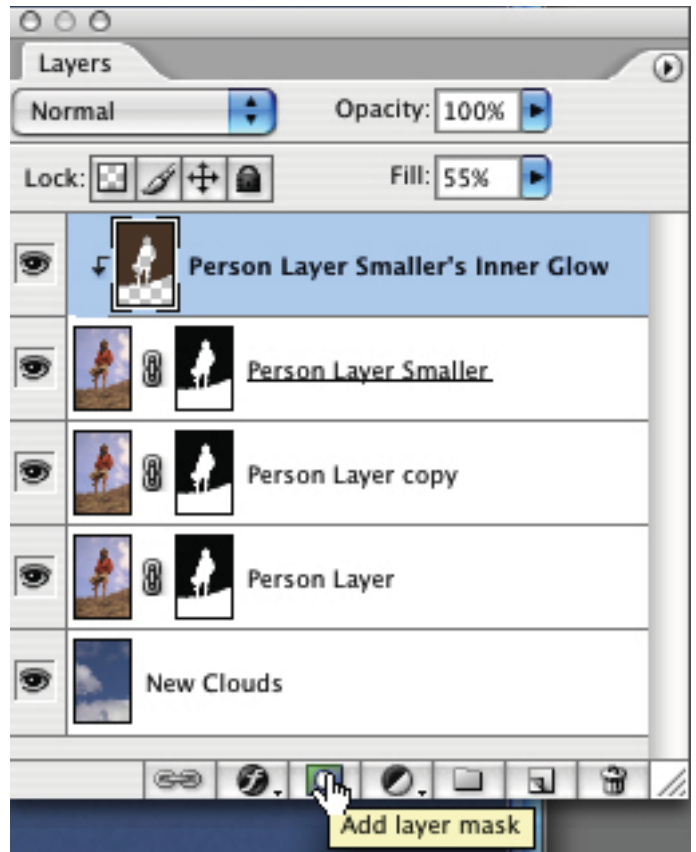 Layers
Normal
Opacity: 100%
Lock:
Fill: 55%
Person Layer Smaller's Inner Glow
Person Layer Smaller
Person Layer copy
Person Layer
New Clouds
Add layer mask